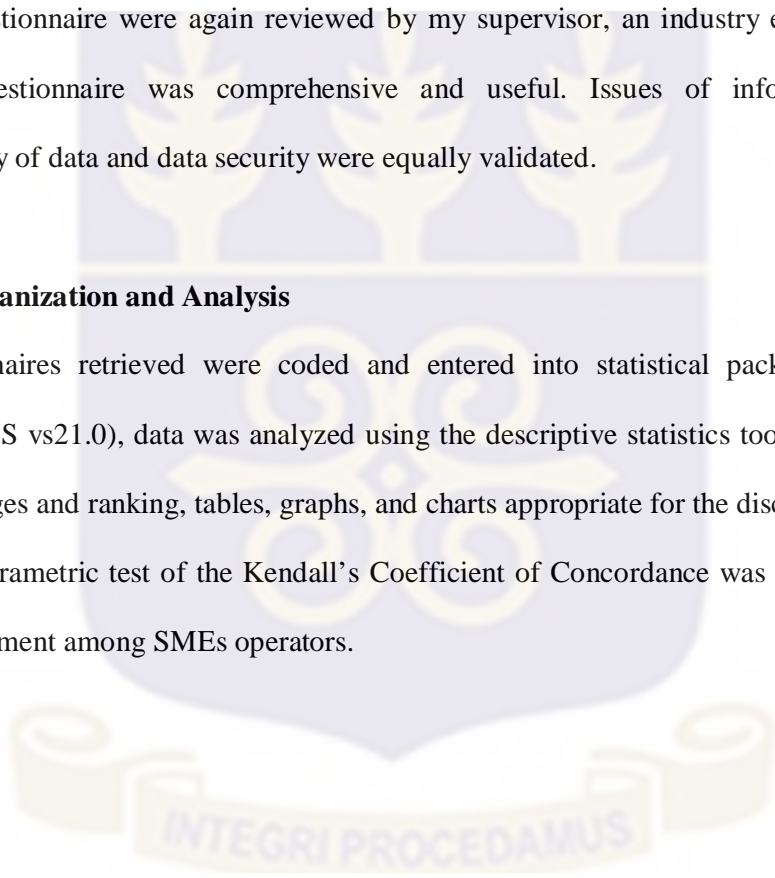 stionnaire were again reviewed by my supervisor, an industry e
estionnaire was comprehensive and useful. Issues of info
y of data and data security were equally validated.
anization and Analysis
naires retrieved were coded and entered into statistical pack
S vs21.0), data was analyzed using the descriptive statistics too
ges and ranking, tables, graphs, and charts appropriate for the disc
rametric test of the Kendall's Coefficient of Concordance was
ment among SMEs operators.
INTEGRI PROCEDAMUS